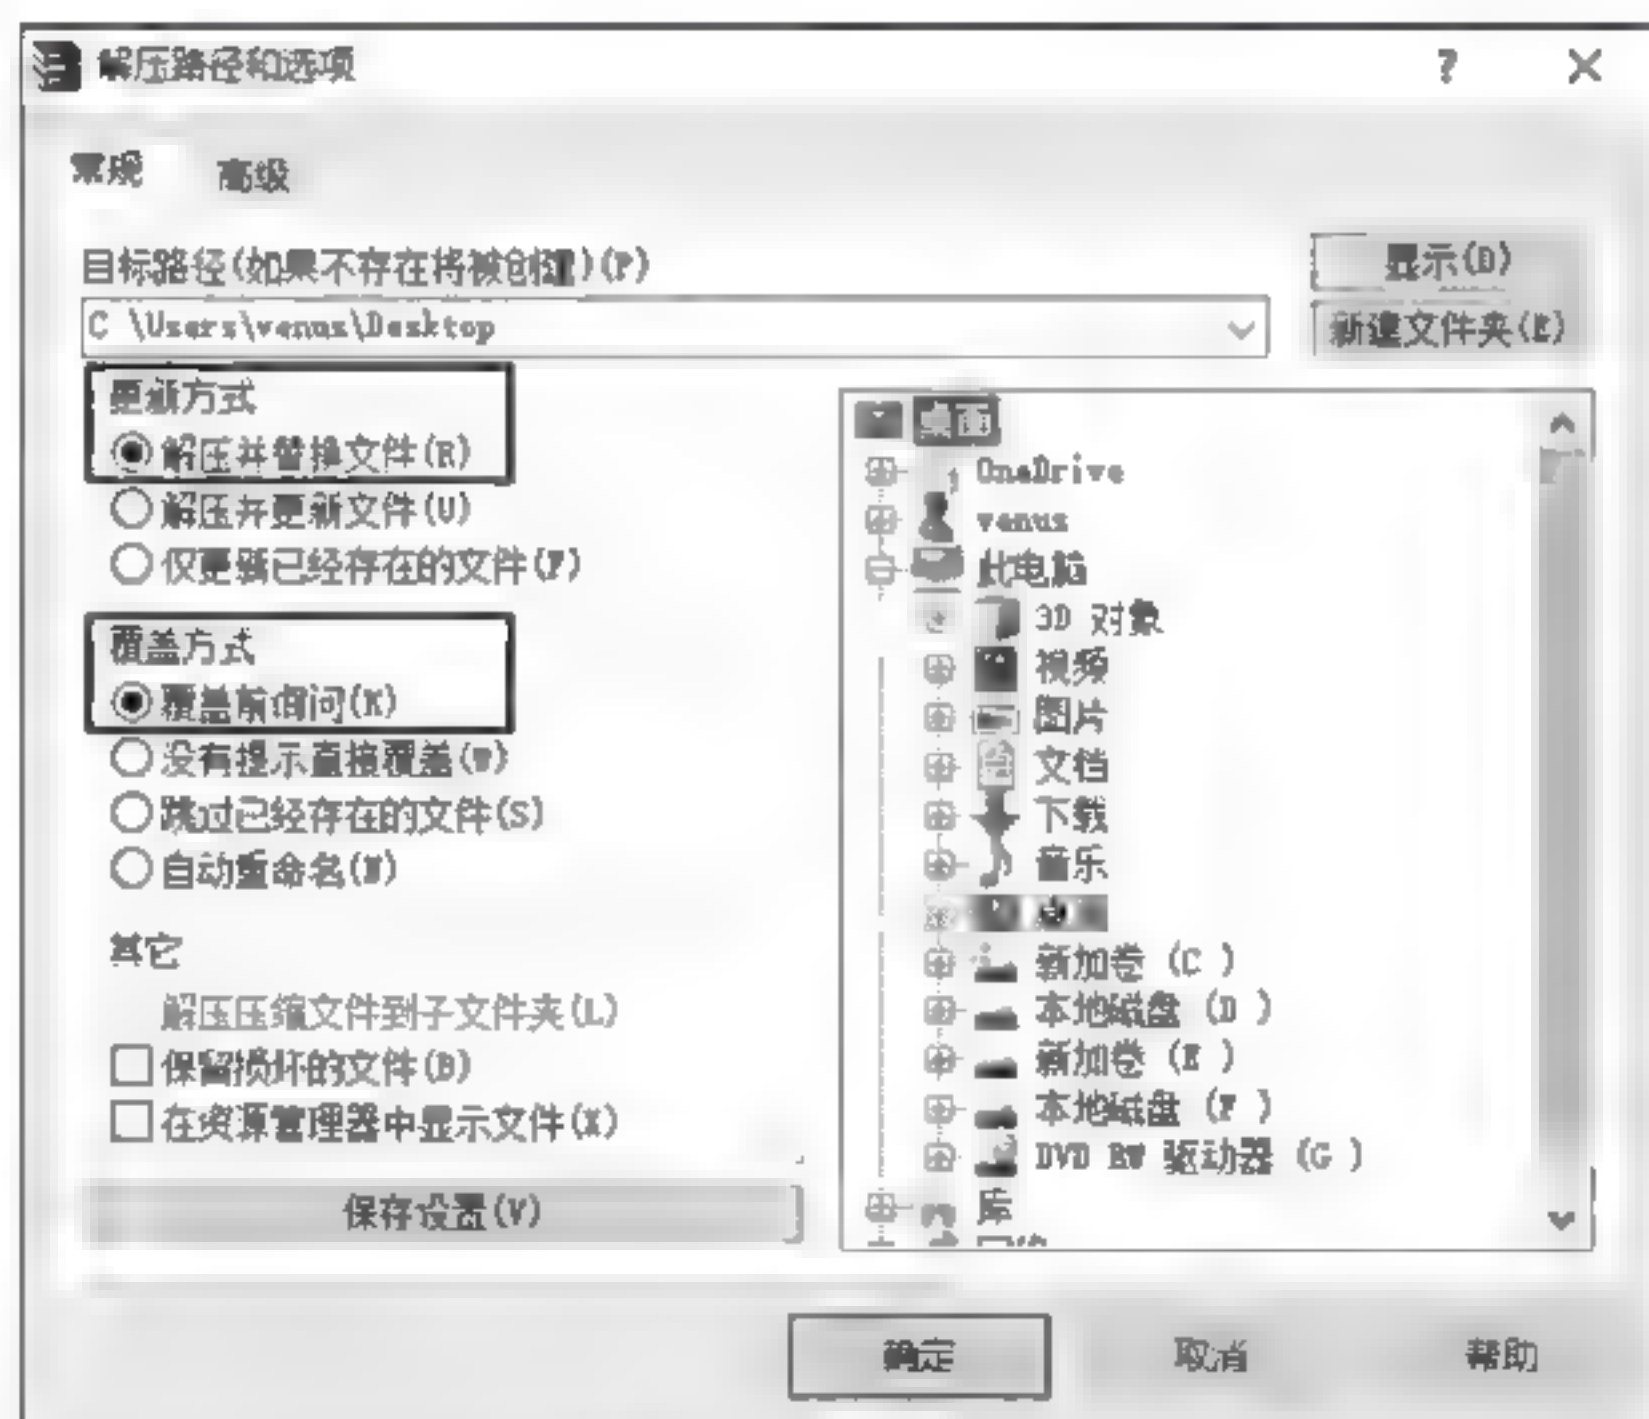 解压路径和选项
?
常规 高级
目标路径(如果不存在将被创建)(P)
显示(D)
C \Users\venus\Desktop
新建文件夹(E)
更新方式
解压并替换文件(R)
解压并更新文件(U)
仅更新已经存在的文件(F)
覆盖方式
覆盖前询问(K)
没有提示直接覆盖(W)
跳过已经存在的文件(S)
自动重命名(N)
其它
解压压缩文件到子文件夹(L)
保留损坏的文件(B)
在资源管理器中显示文件(X)
保存设置(V)
桌面
OneDrive
venus
此电脑
3D 对象
视频
图片
文档
下载
音乐
新加卷 (C )
本地磁盘 (D )
新加卷 (E )
本地磁盘 (F )
DVD RW 驱动器 (G )
库
确定 取消 帮助